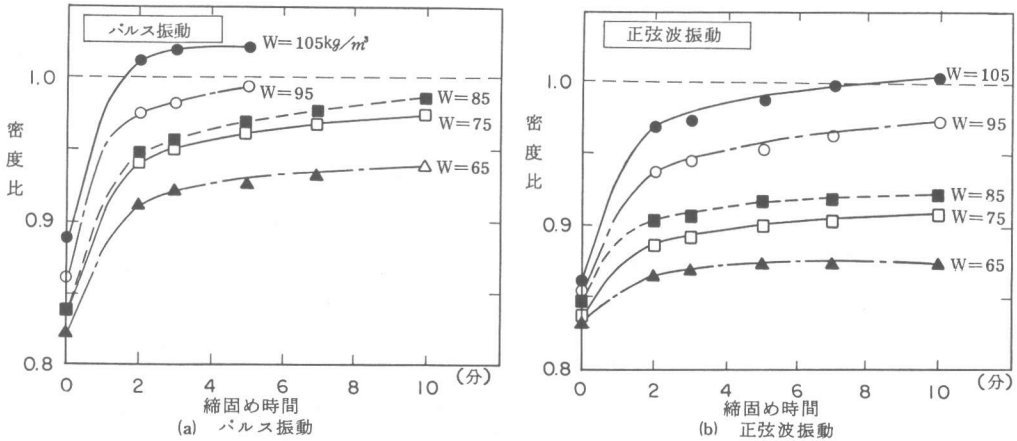 パルス振動
W=105kg/m³
1.0
W=95
W=85
W=75
密度比
W=65
0.9
0.8
0 2 4 6 8 10 (分)
締固め時間
(a) パルス振動
正弦波振動
1.0
W=105
W=95
密度比
W=85
0.9
W=75
W=65
0.8
0 2 4 6 8 10 (分)
締固め時間
(b) 正弦波振動